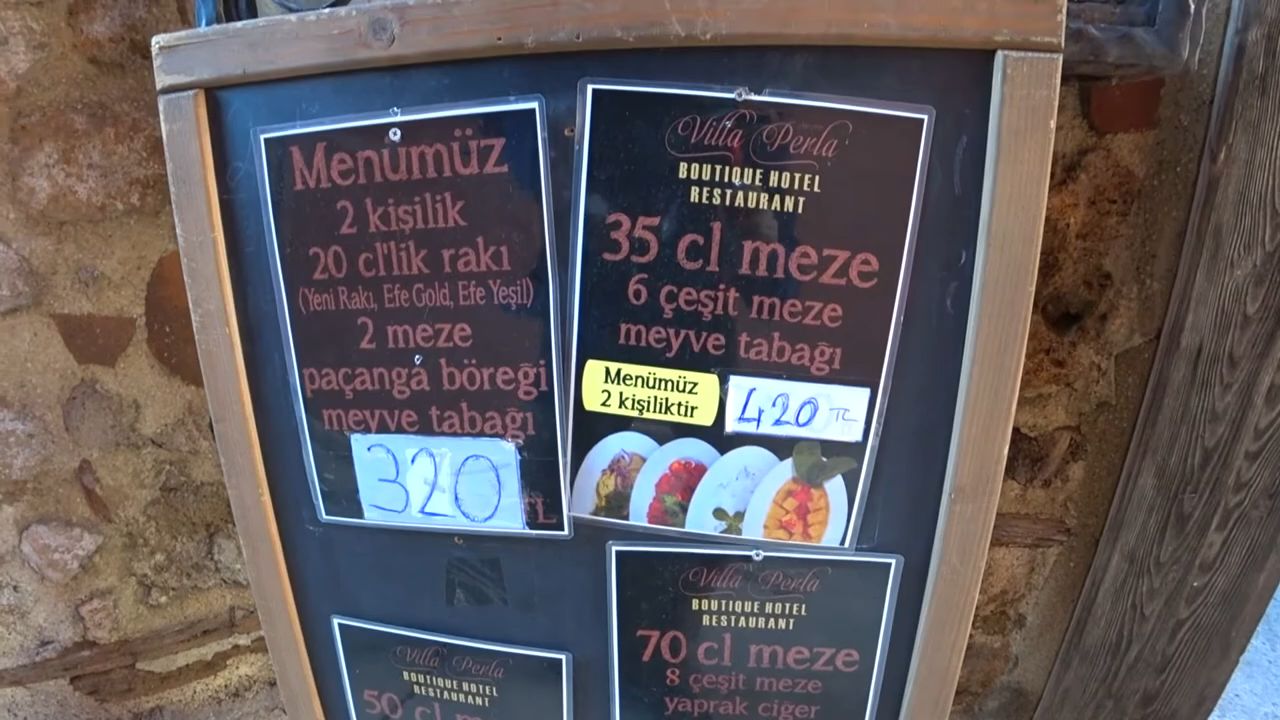 Menümüz
2 kişilik
20 cl'lik rakı
(Yeni Rakı, Efe Gold, Efe Yeşil)
2 meze
paçanga böreği
meyve tabağı
320
TL
Villa Perla
BOUTIQUE HOTEL
RESTAURANT
35 cl meze
6 çeşit meze
meyve tabağı
Menümüz
2 kişiliktir
420 TL
Villa Perla
BOUTIQUE HOTEL
RESTAURANT
50 cl
Villa Perla
BOUTIQUE HOTEL
RESTAURANT
70 cl meze
8 çeşit meze
yaprak ciğer